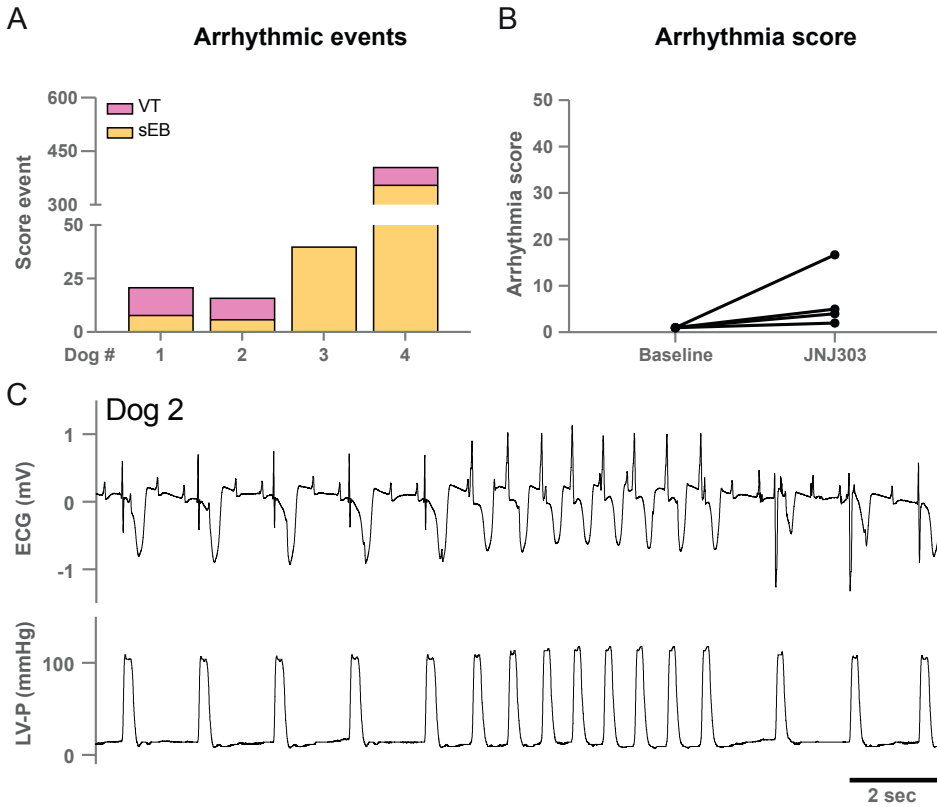 A
Arrhythmic events
600
450
300
50
25
0
Score event
VT
sEB
Dog #
1
2
3
4
B
Arrhythmia score
50
40
30
20
10
0
Arrhythmia score
Baseline
JNJ303
C
Dog 2
1
0
-1
ECG (mV)
100
0
LV-P (mmHg)
2 sec